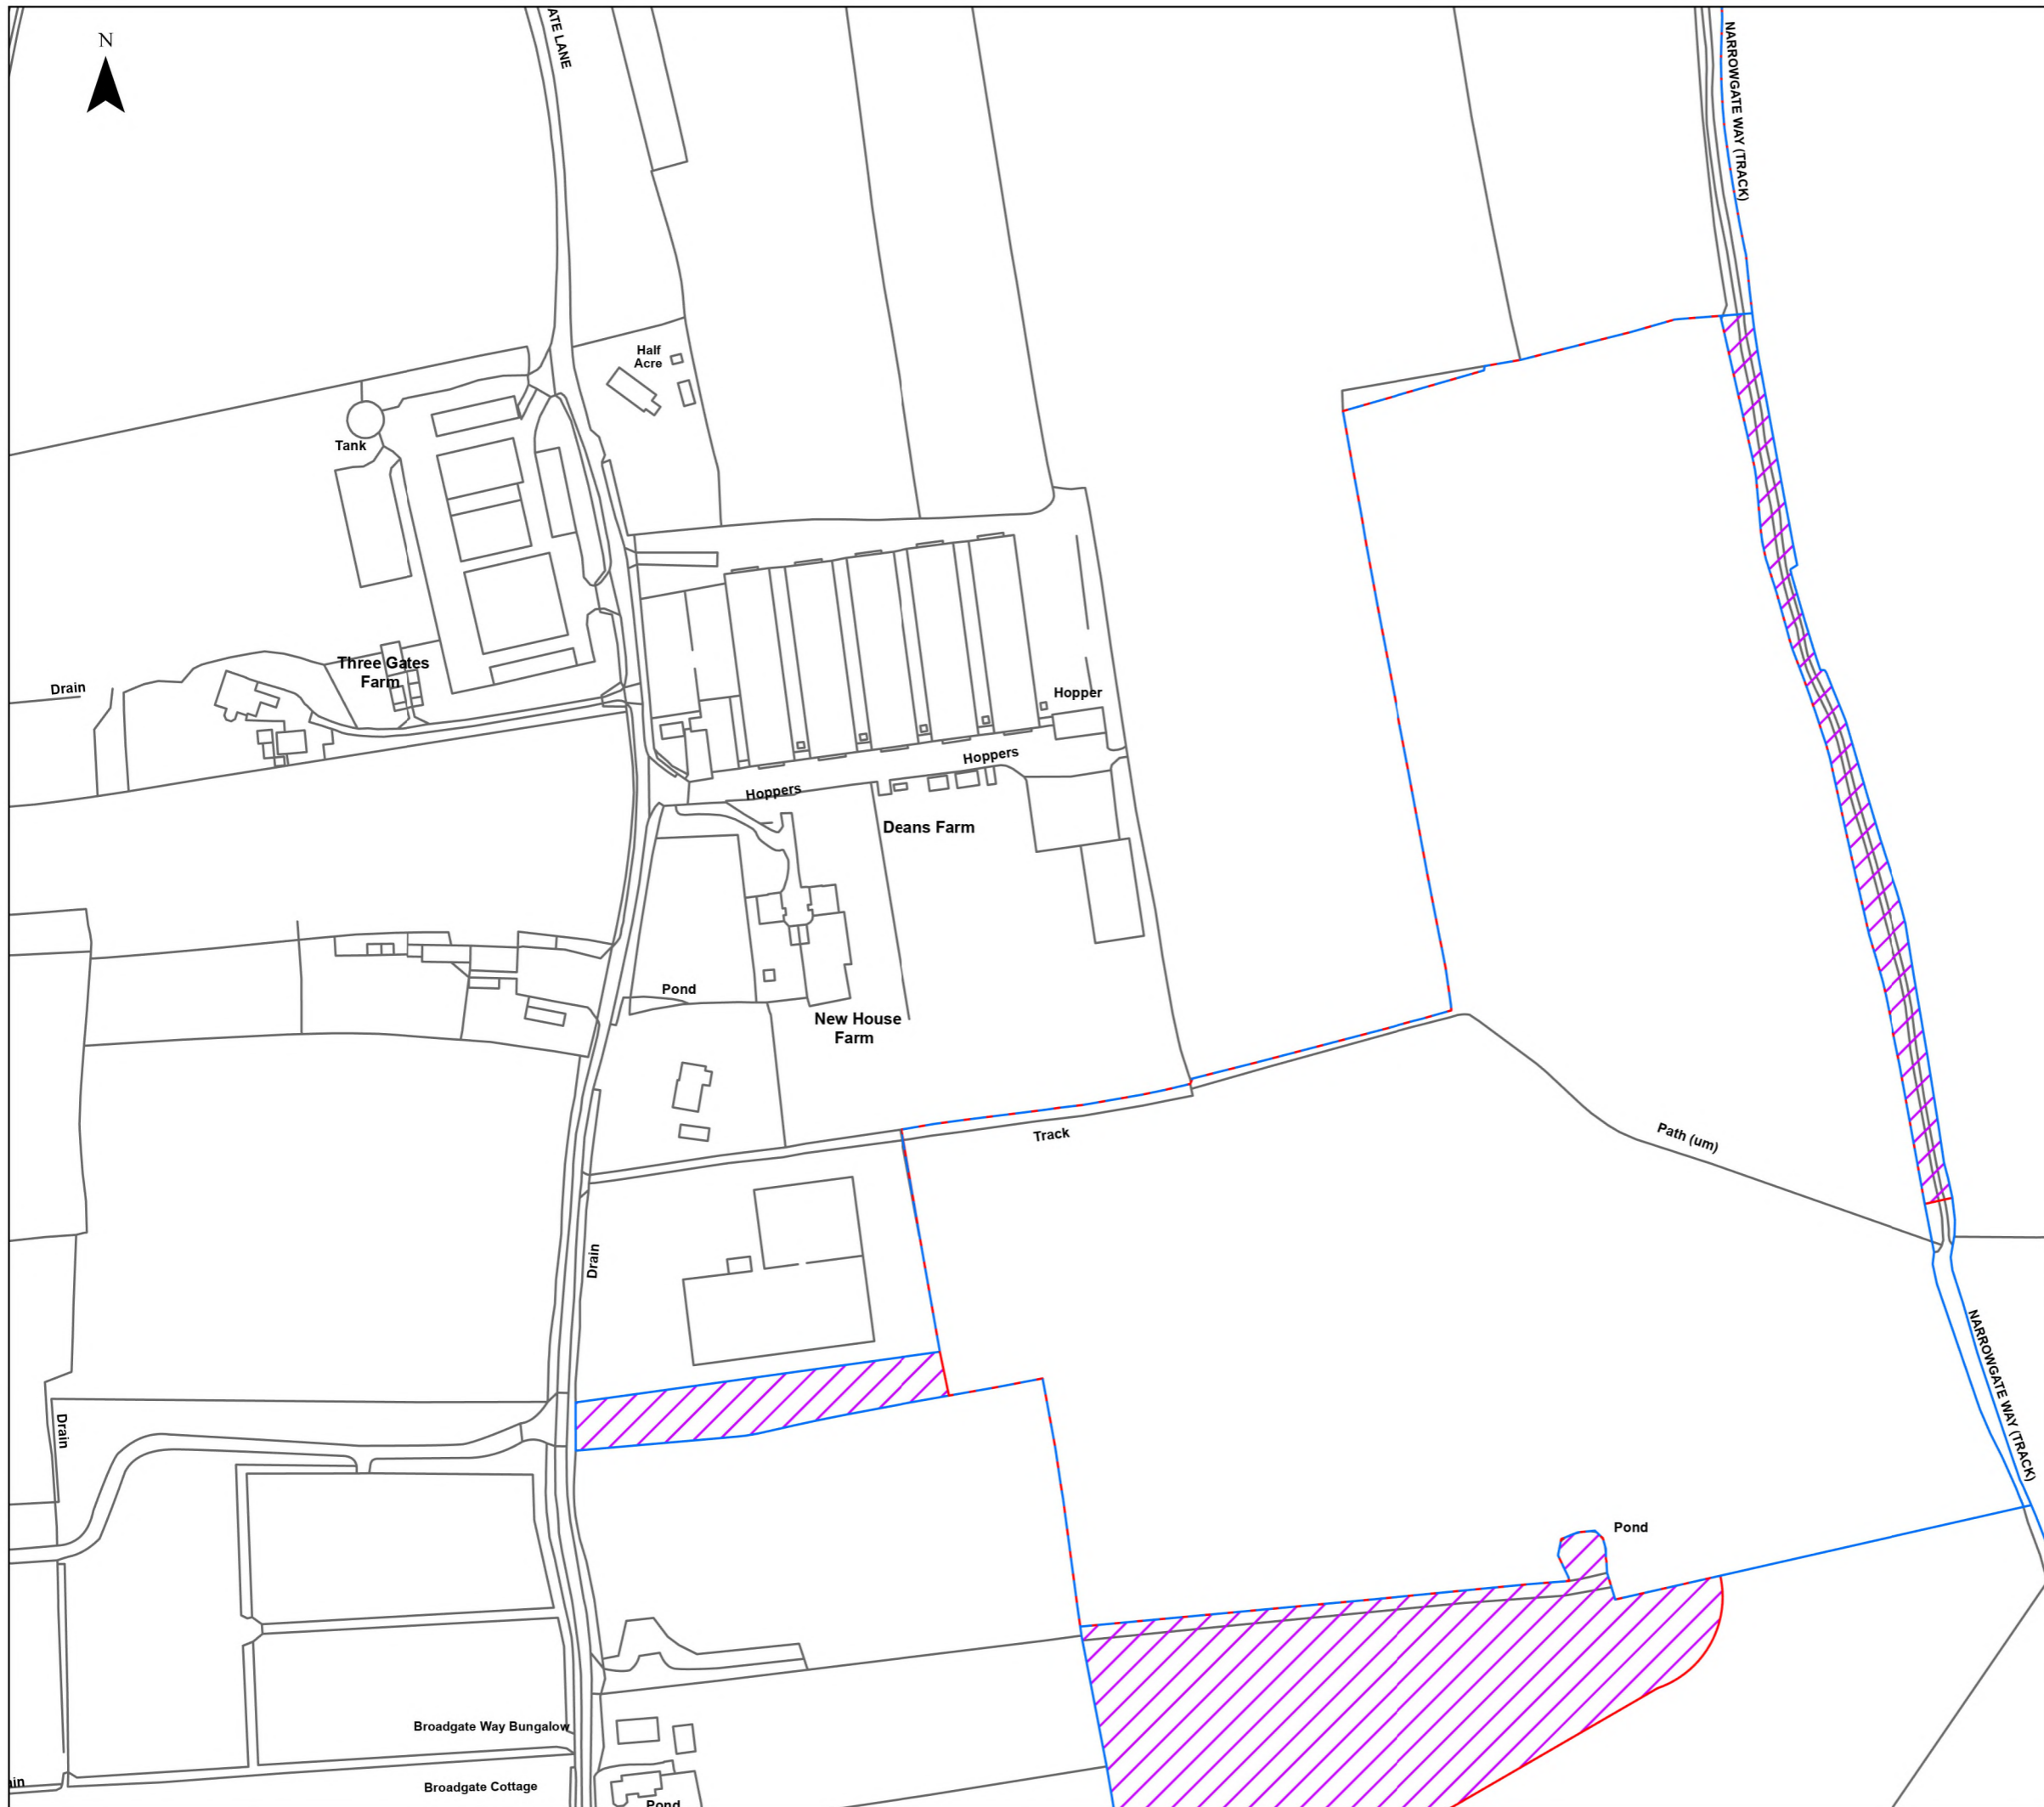 N
ATE LANE
NARROWGATE WAY (TRACK)
Half
Acre
Tank
Three Gates
Farm
Drain
Hopper
Hoppers
Hoppers
Deans Farm
Pond
New House
Farm
Track
Path (um)
Drain
NARROWGATE WAY (TRACK)
Drain
Pond
Broadgate Way Bungalow
ain
Broadgate Cottage
Pond